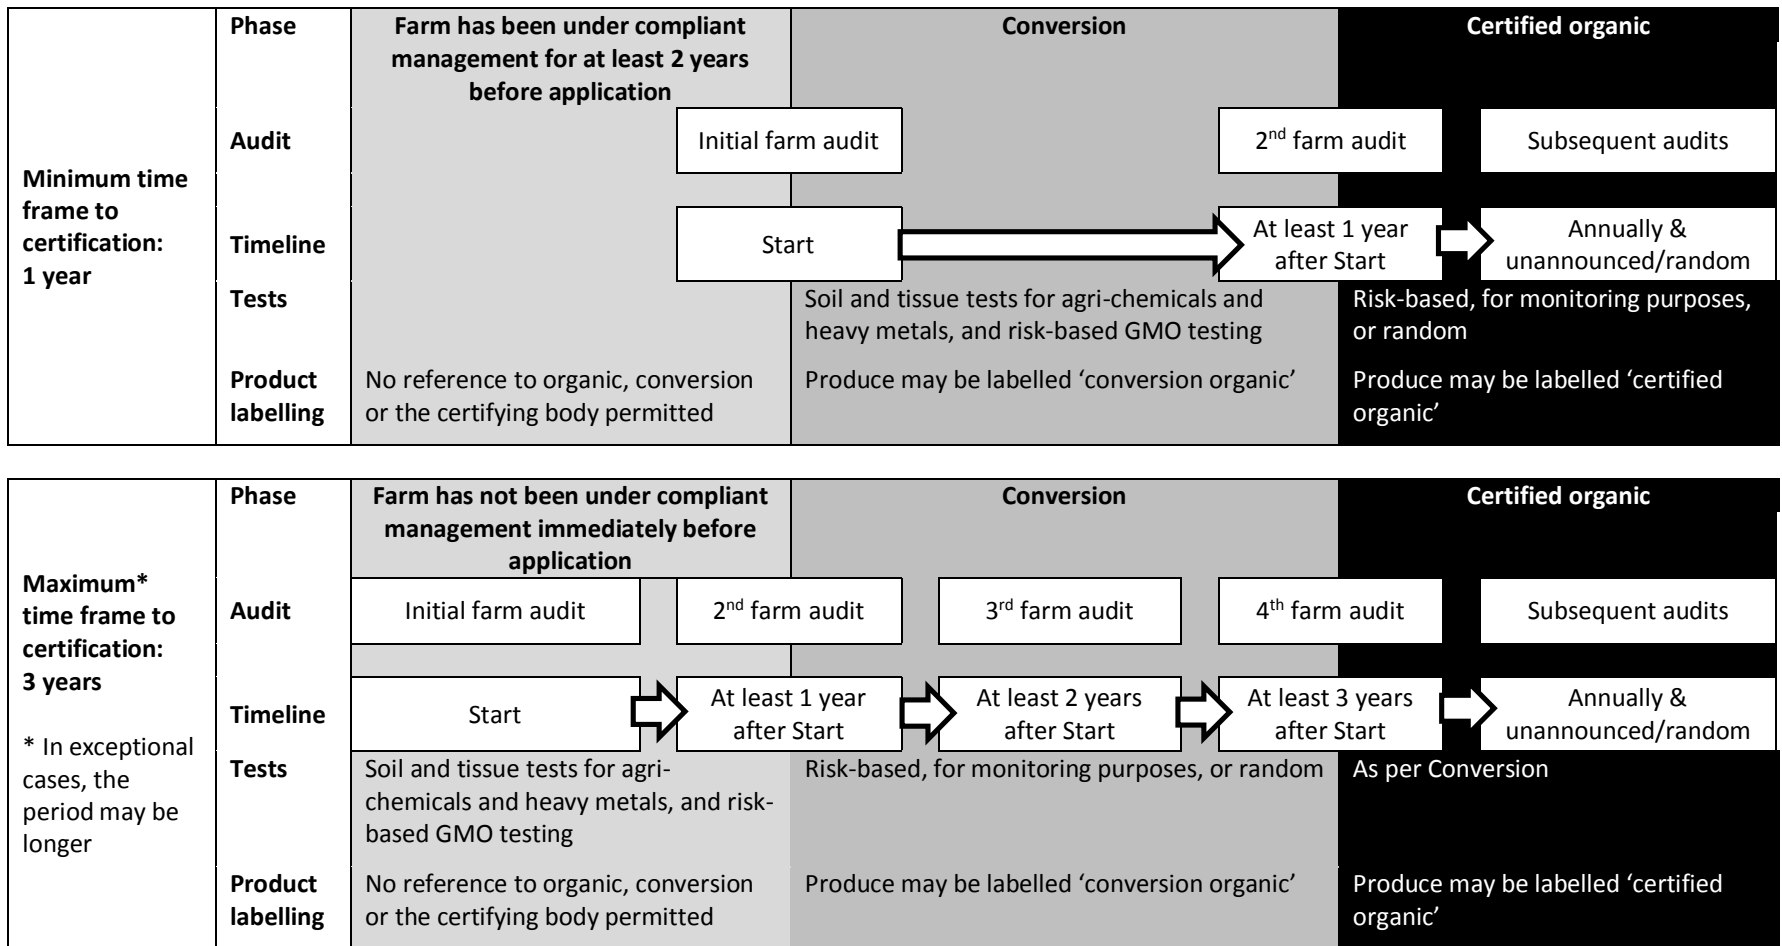 Phase
Farm has been under compliant
management for at least 2 years
before application
Conversion
Certified organic
Minimum time
frame to
certification:
1 year
Audit
Initial farm audit
2nd farm audit
Subsequent audits
Timeline
Start
At least 1 year
after Start
Annually &
unannounced/random
Tests
Soil and tissue tests for agri-chemicals and
heavy metals, and risk-based GMO testing
Risk-based, for monitoring purposes,
or random
Product
labelling
No reference to organic, conversion
or the certifying body permitted
Produce may be labelled ‘conversion organic’
Produce may be labelled ‘certified
organic’
Phase
Farm has not been under compliant
management immediately before
application
Conversion
Certified organic
Maximum*
time frame to
certification:
3 years
* In exceptional
cases, the
period may be
longer
Audit
Initial farm audit
2nd farm audit
3rd farm audit
4th farm audit
Subsequent audits
Timeline
Start
At least 1 year
after Start
At least 2 years
after Start
At least 3 years
after Start
Annually &
unannounced/random
Tests
Soil and tissue tests for agri-
chemicals and heavy metals, and risk-
based GMO testing
Risk-based, for monitoring purposes, or random
As per Conversion
Product
labelling
No reference to organic, conversion
or the certifying body permitted
Produce may be labelled ‘conversion organic’
Produce may be labelled ‘certified
organic’